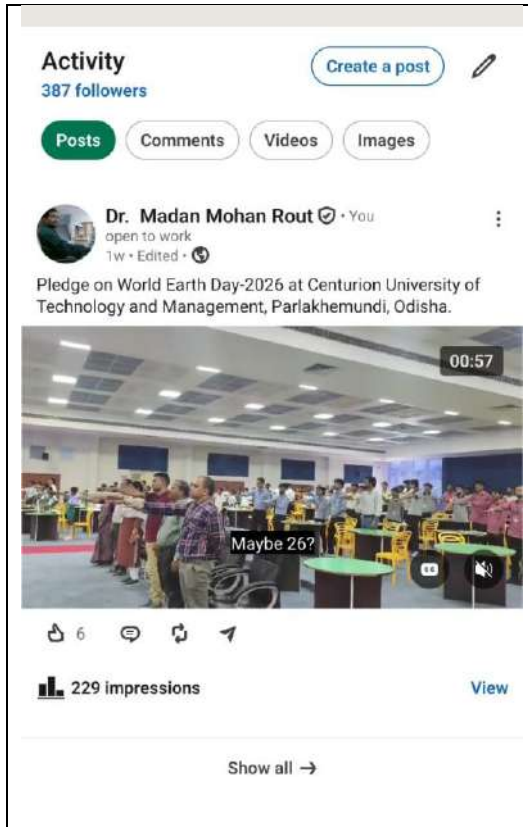 Activity
Create a post
387 followers
Posts
Comments
Videos
Images
Dr. Madan Mohan Rout · You
open to work
1w • Edited •
Pledge on World Earth Day-2026 at Centurion University of
Technology and Management, Parlakhemundi, Odisha.
00:57
Maybe 26?
cc
6
229 impressions
View
Show all →